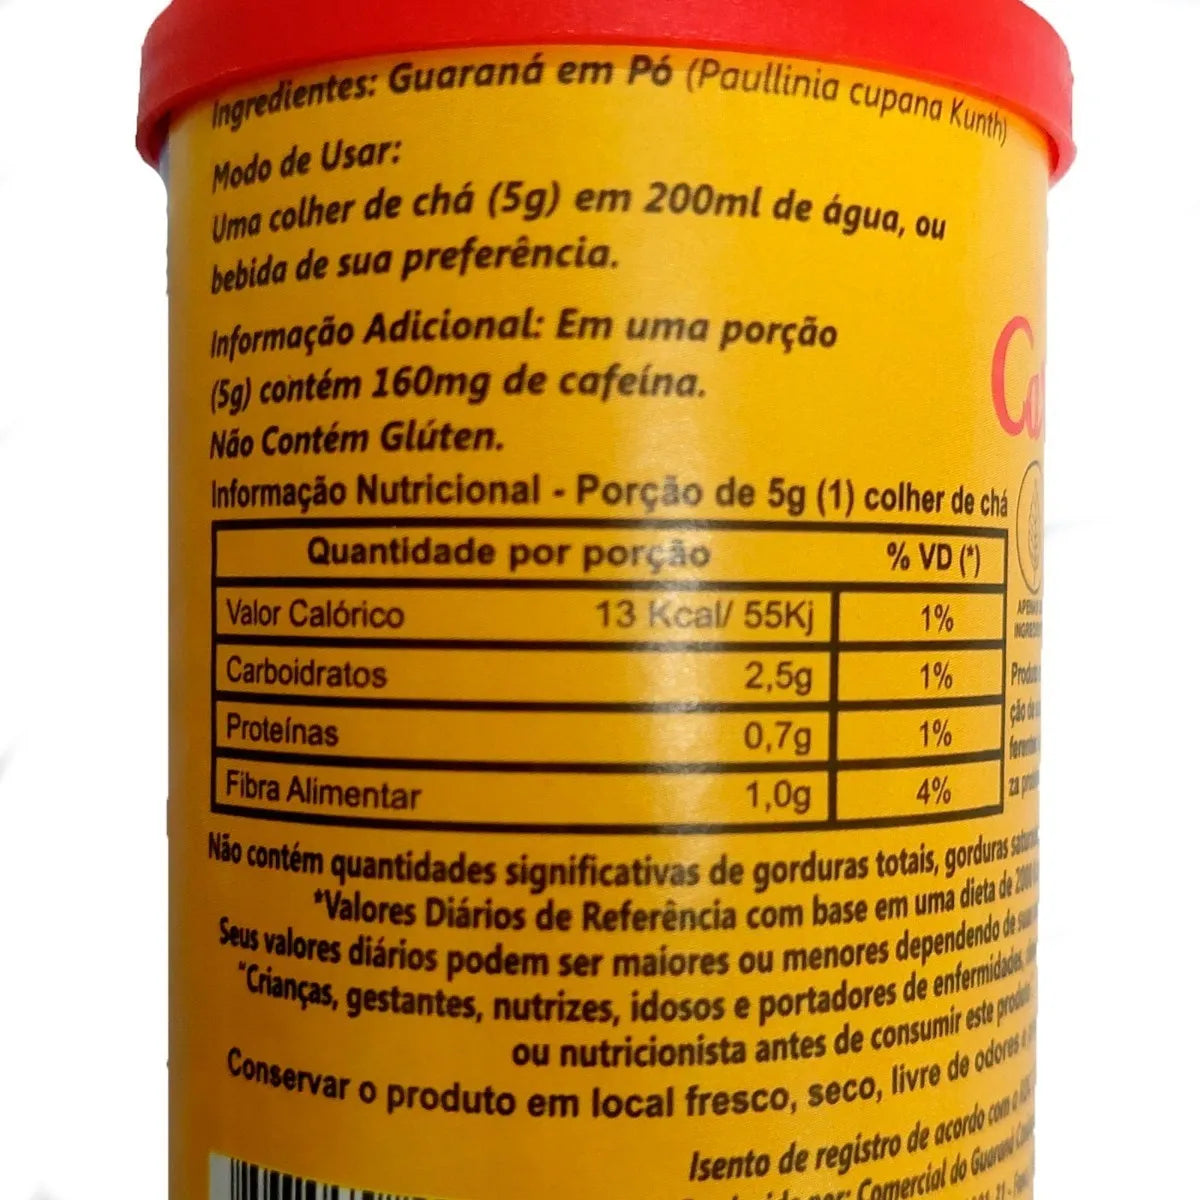 Ingredientes: Guaraná em Pó (Paullinia cupana Kunth)
Modo de Usar:
Uma colher de chá (5g) em 200ml de água, ou
bebida de sua preferência.
Informação Adicional: Em uma porção
(5g) contém 160mg de cafeína.
Não Contém Glúten.
Informação Nutricional - Porção de 5g (1) colher de chá
Quantidade por porção % VD (*)
Valor Calórico 13 Kcal/ 55Kj 1%
Carboidratos 2,5g 1%
Proteínas 0,7g 1%
Fibra Alimentar 1,0g 4%
Não contém quantidades significativas de gorduras totais, gorduras
*Valores Diários de Referência com base em uma dieta de
Seus valores diários podem ser maiores ou menores dependendo de
*Crianças, gestantes, nutrizes, idosos e portadores de enfermidades
ou nutricionista antes de consumir este produto
Conservar o produto em local fresco, seco, livre de odores e
Isento de registro de acordo com a
por: Comercial do Guaraná